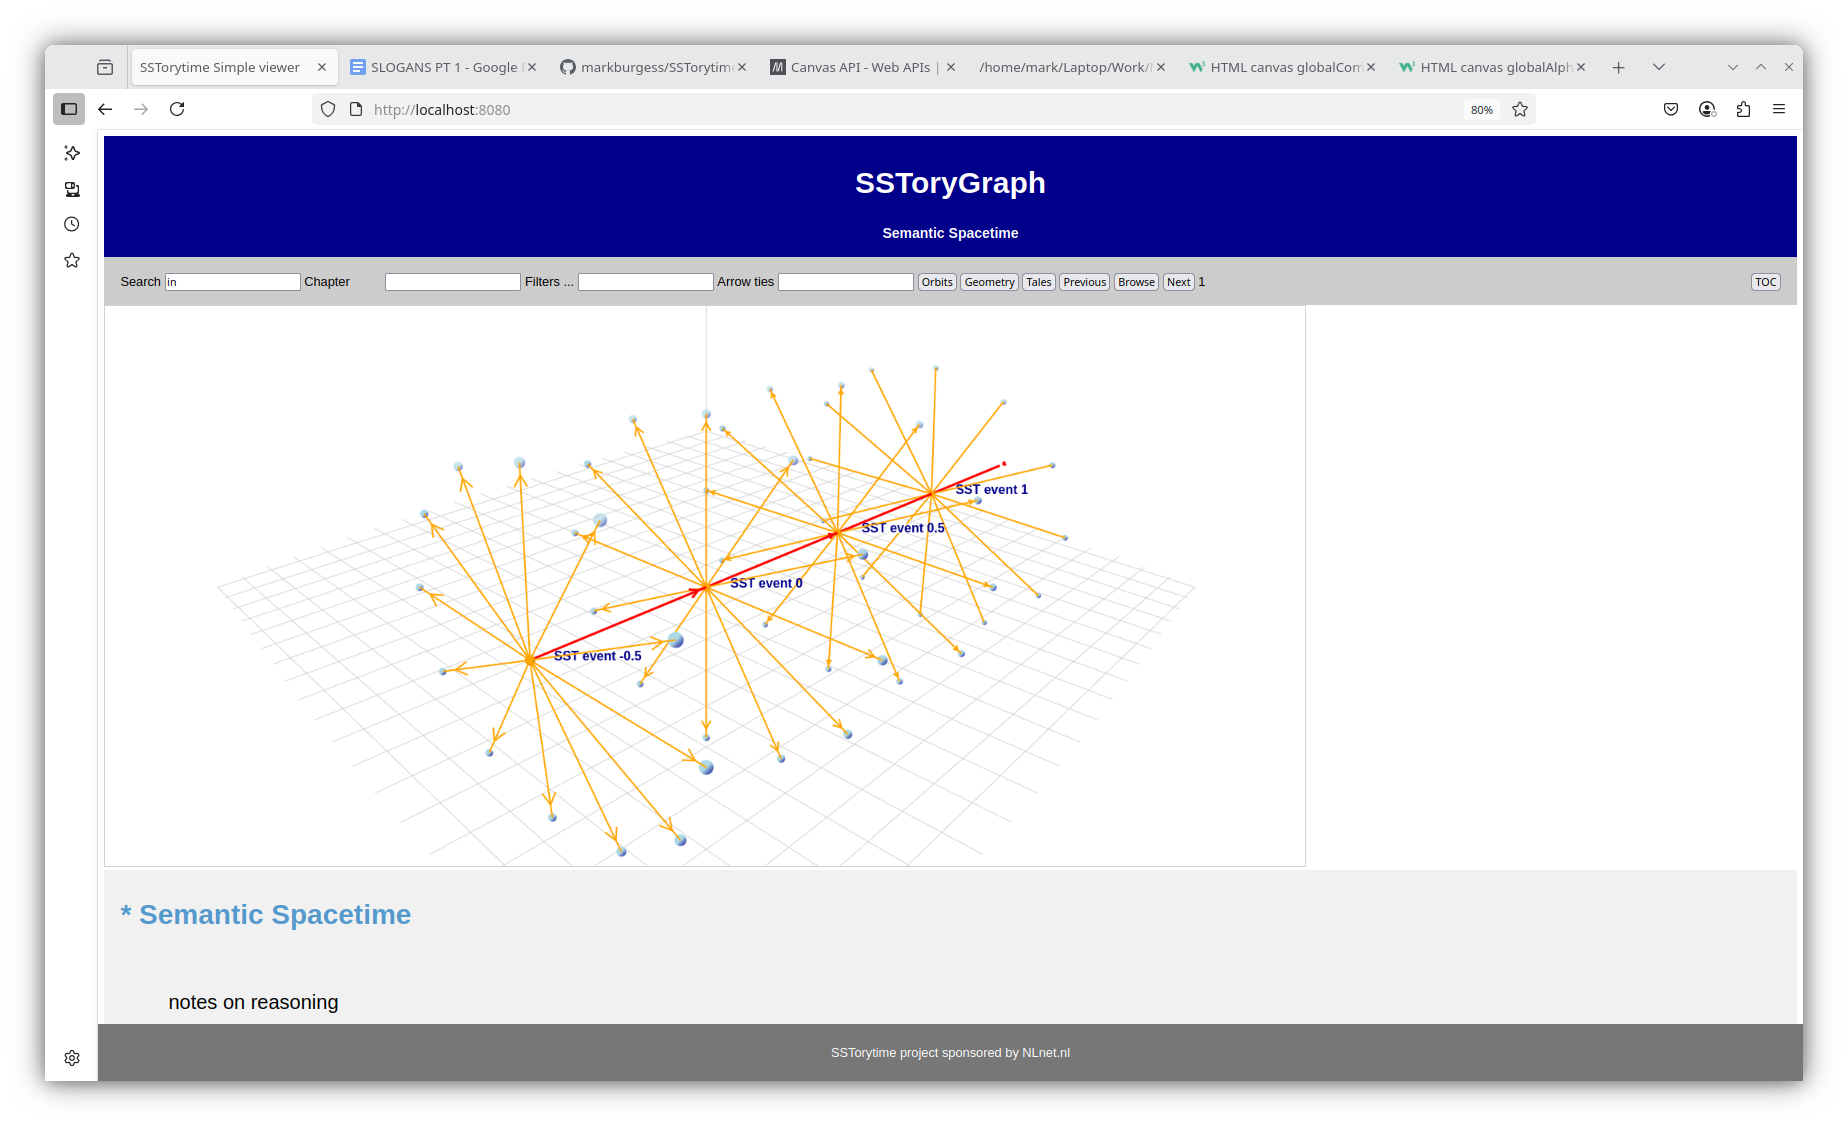 SSTorytime Simple viewer
SLOGANS PT 1 - Google
markburgess/SSTorytim
Canvas API - Web APIs |
/home/mark/Laptop/Work/
HTML canvas globalCom
HTML canvas globalAlph
http://localhost:8080
80%
SSToryGraph
Semantic Spacetime
Search in Chapter Filters ... Arrow ties Orbits Geometry Tales Previous Browse Next 1 TOC
SST event 1
SST event 0.5
SST event 0
SST event -0.5
* Semantic Spacetime
notes on reasoning
SSTorytime project sponsored by NLnet.nl